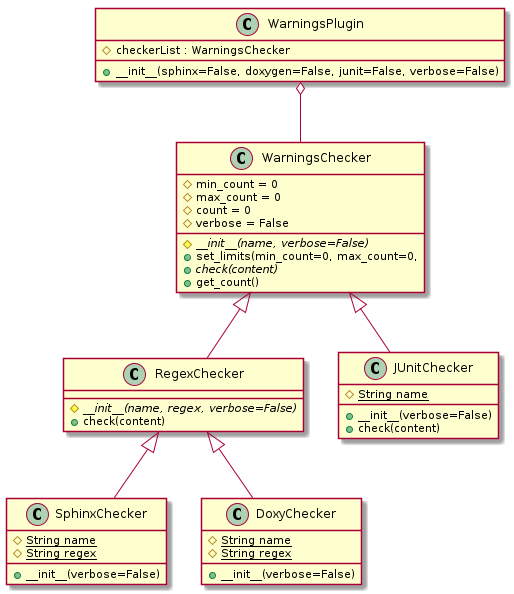 C WarningsPlugin
checkerList : WarningsChecker
__init__(sphinx=False, doxygen=False, junit=False, verbose=False)
C WarningsChecker
min_count = 0
max_count = 0
count = 0
verbose = False
__init__(name, verbose=False)
set_limits(min_count=0, max_count=0,
check(content)
get_count()
C RegexChecker
__init__(name, regex, verbose=False)
check(content)
C JUnitChecker
String name
__init__(verbose=False)
check(content)
C SphinxChecker
String name
String regex
__init__(verbose=False)
C DoxyChecker
String name
String regex
__init__(verbose=False)